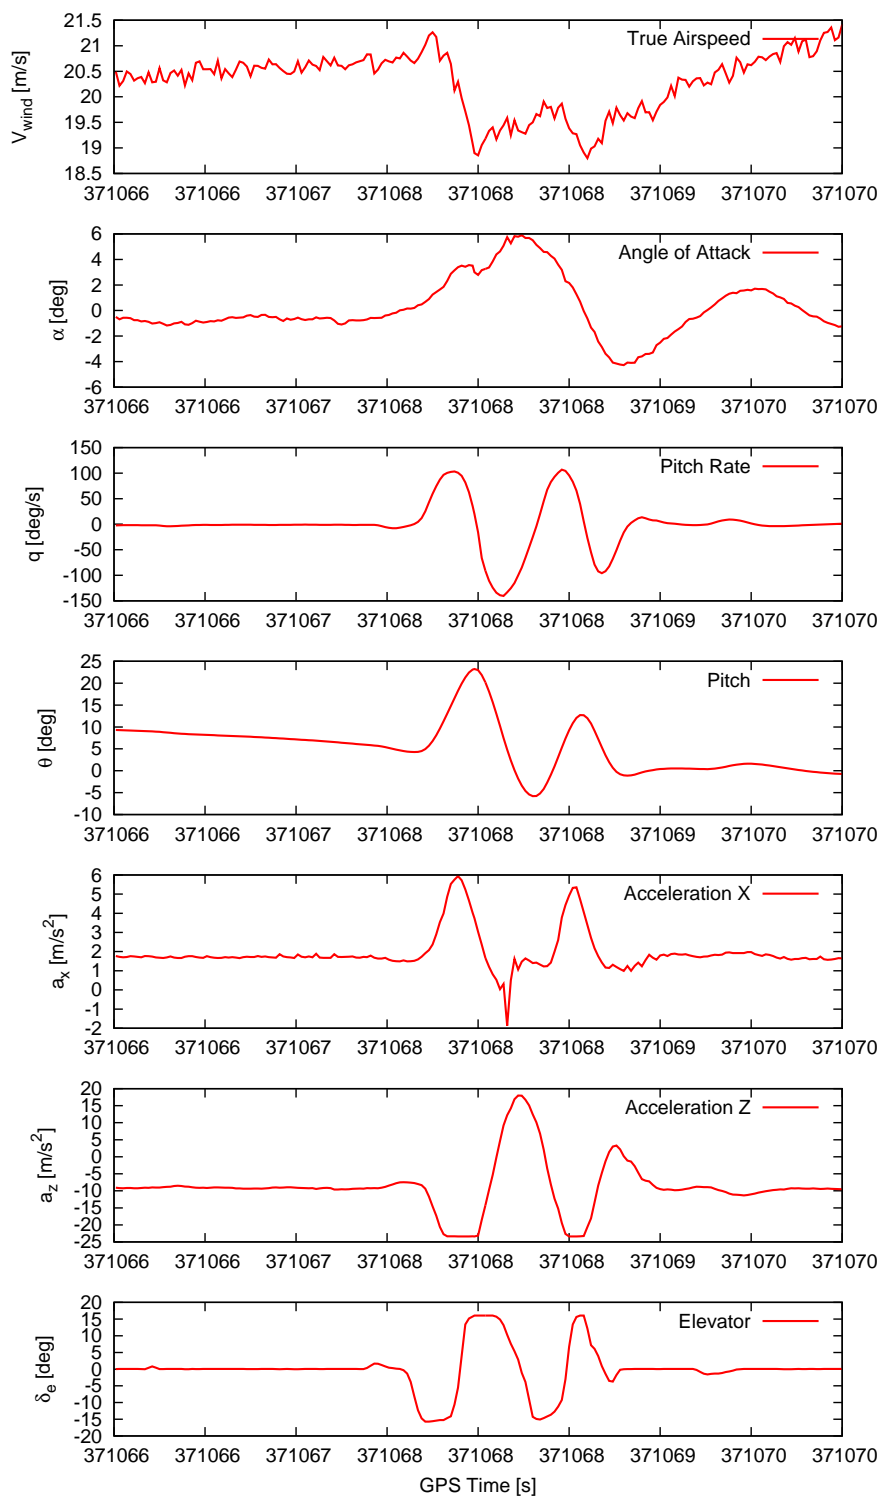 21.5
21
20.5
20
19.5
19
18.5
V_wind [m/s]
True Airspeed
371066 371066 371067 371068 371068 371068 371069 371070 371070
6
4
2
0
-2
-4
-6
α [deg]
Angle of Attack
371066 371066 371067 371068 371068 371068 371069 371070 371070
150
100
50
0
-50
-100
-150
q [deg/s]
Pitch Rate
371066 371066 371067 371068 371068 371068 371069 371070 371070
25
20
15
10
5
0
-5
-10
θ [deg]
Pitch
371066 371066 371067 371068 371068 371068 371069 371070 371070
6
5
4
3
2
1
0
-1
-2
a_x [m/s²]
Acceleration X
371066 371066 371067 371068 371068 371068 371069 371070 371070
20
15
10
5
0
-5
-10
-15
-20
-25
a_z [m/s²]
Acceleration Z
371066 371066 371067 371068 371068 371068 371069 371070 371070
20
15
10
5
0
-5
-10
-15
-20
δ_e [deg]
Elevator
371066 371066 371067 371068 371068 371068 371069 371070 371070
GPS Time [s]